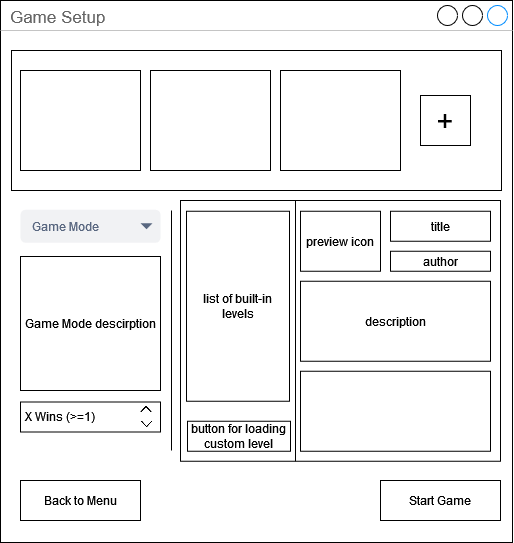 Game Setup
+
Game Mode
Game Mode descirption
X Wins (>=1)
list of built-in
levels
button for loading
custom level
preview icon
title
author
description
Back to Menu
Start Game